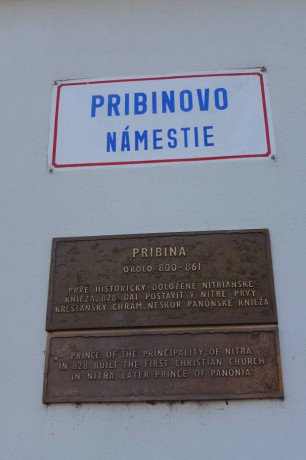 PRIBINOVO
NÁMESTIE
PRIBINA
OKOLO 800-861
PRVÉ HISTORICKY DOLOŽENÉ NITRIANSKE
KNIEŽA, 828 DAL POSTAVIŤ V NITRE PRVÝ
KRESŤANSKÝ CHRÁM, NESKÔR PANÓNSKE KNIEŽA
PRINCE OF THE PRINCIPALITY OF NITRA
IN 828 BUILT THE FIRST CHRISTIAN CHURCH
IN NITRA, LATER PRINCE OF PANONIA